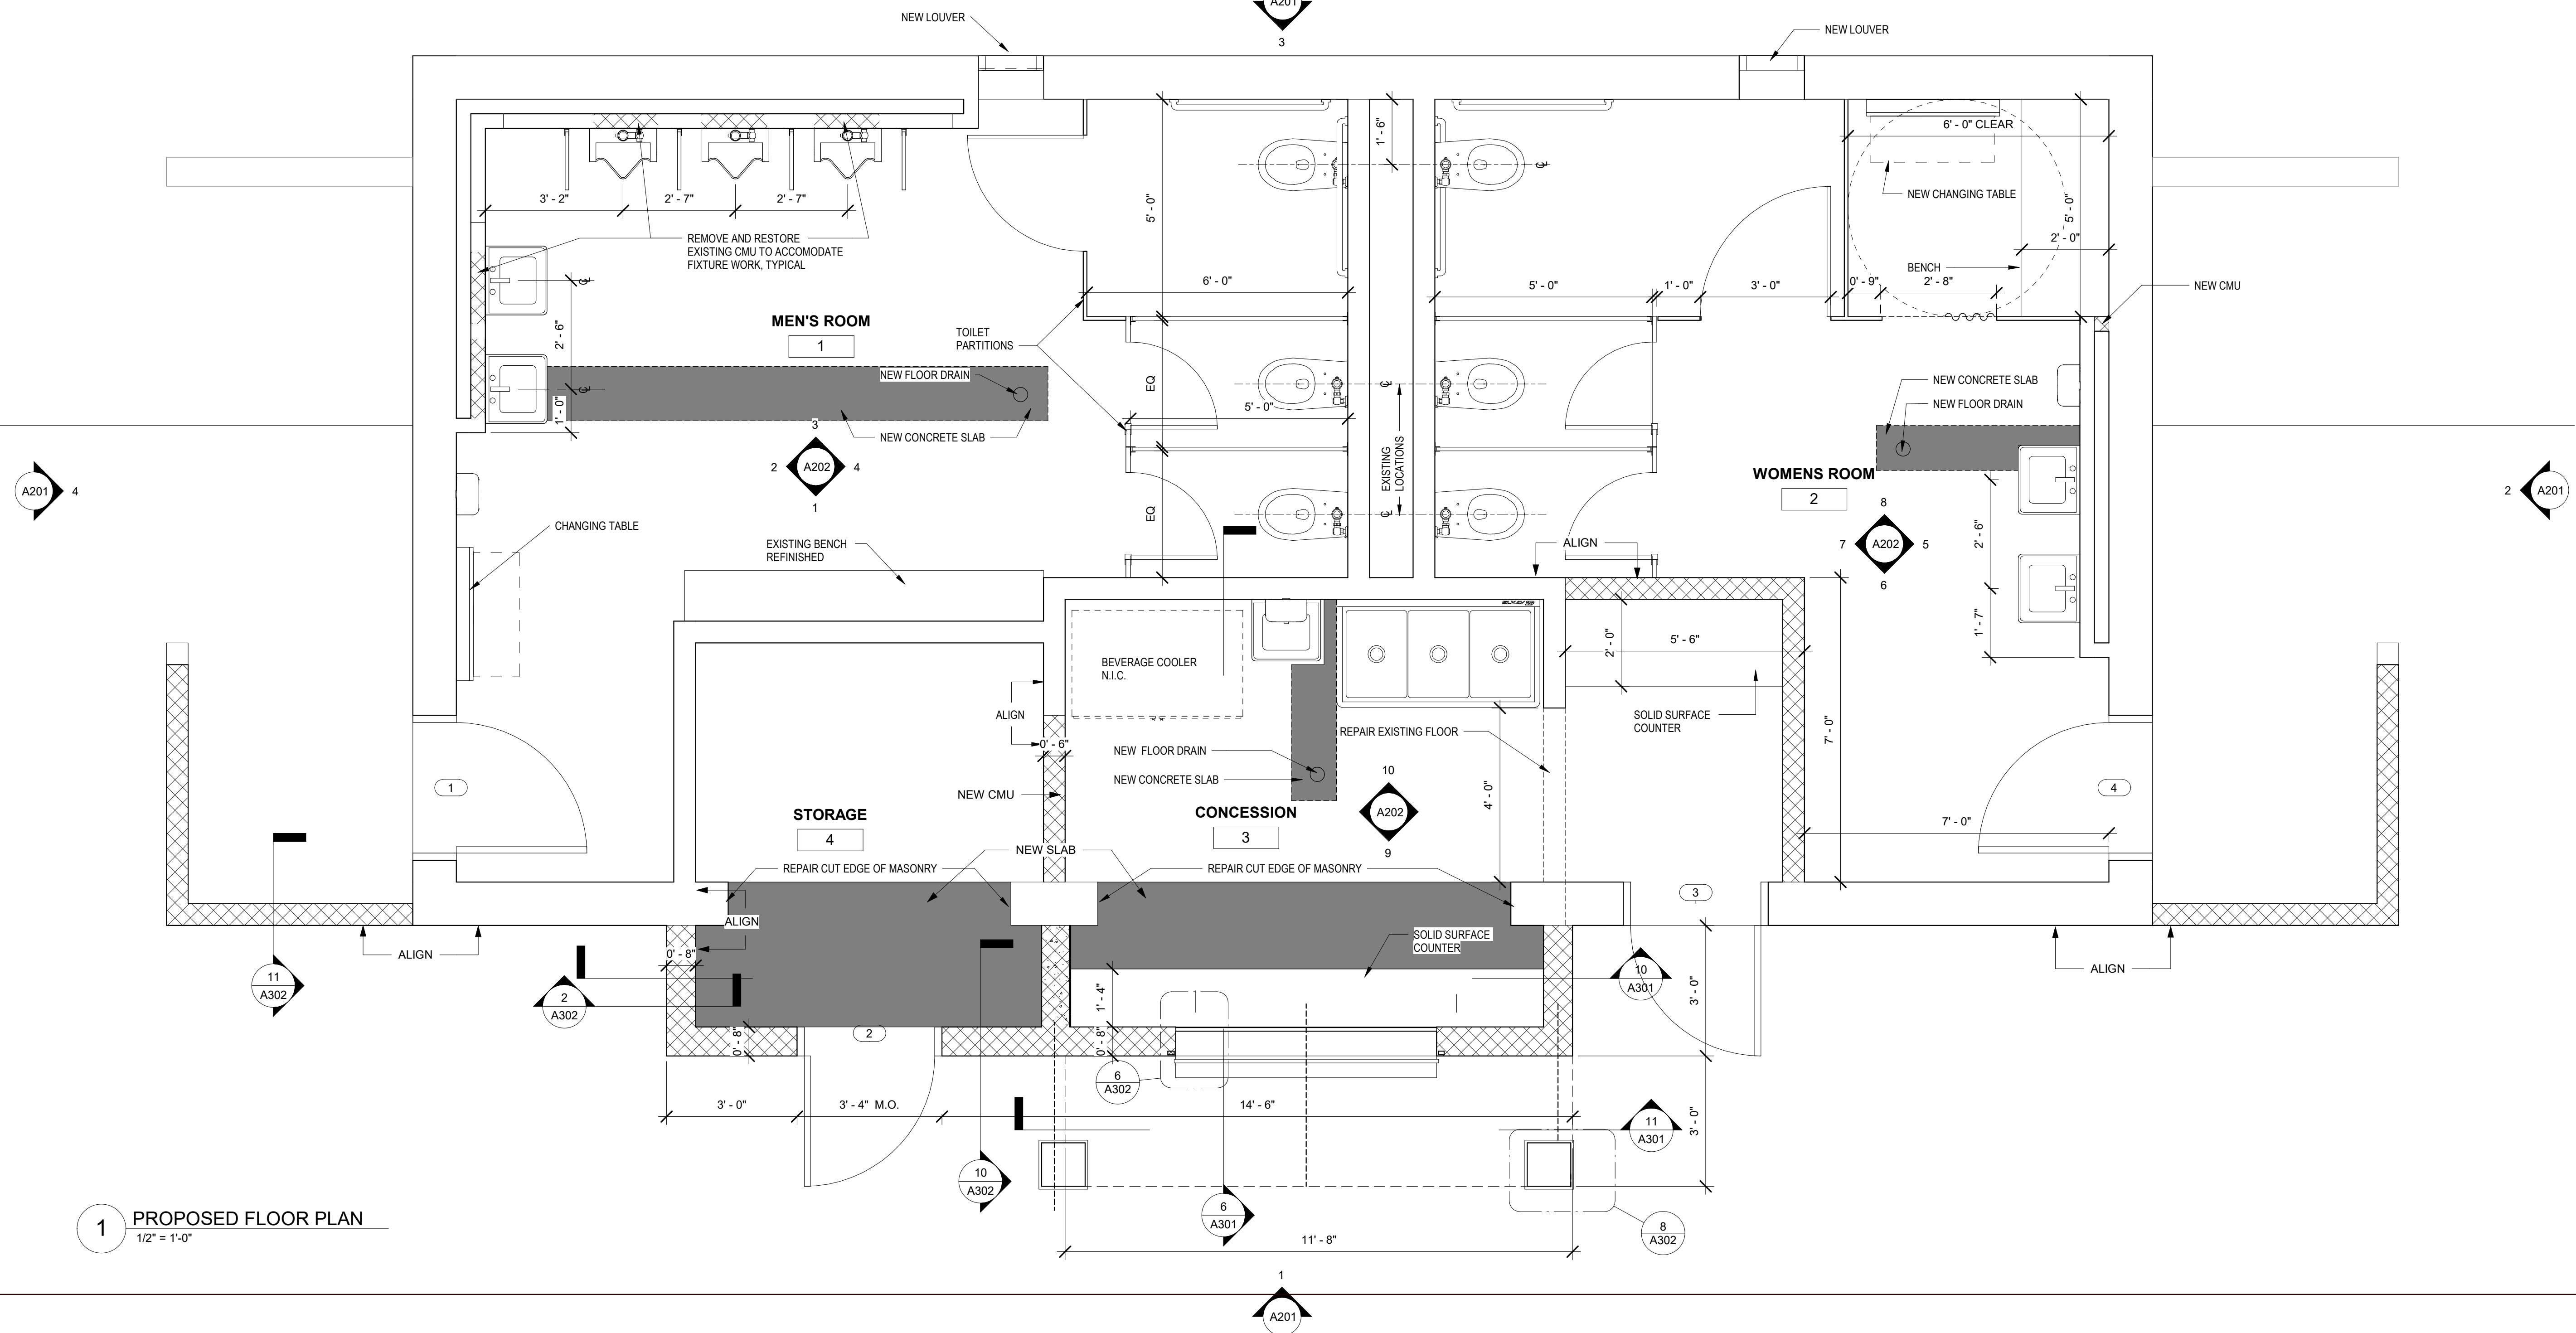 A201
3
NEW LOUVER
NEW LOUVER
6' - 0" CLEAR
1' - 6"
3' - 2"
2' - 7"
2' - 7"
NEW CHANGING TABLE
5' - 0"
5' - 0"
REMOVE AND RESTORE
EXISTING CMU TO ACCOMODATE
FIXTURE WORK, TYPICAL
2' - 0"
BENCH
6' - 0"
5' - 0"
1' - 0"
3' - 0"
0' - 9"
2' - 8"
NEW CMU
MEN'S ROOM
1
TOILET
PARTITIONS
2' - 6"
NEW FLOOR DRAIN
EQ
5' - 0"
1' - 0"
NEW CONCRETE SLAB
NEW CONCRETE SLAB
NEW FLOOR DRAIN
3
2
A202
4
1
EXISTING
LOCATIONS
WOMENS ROOM
2
A201
4
2
A201
EQ
CHANGING TABLE
EXISTING BENCH
REFINISHED
ALIGN
8
7
A202
5
6
2' - 6"
1' - 7"
ELKAY
BEVERAGE COOLER
N.I.C.
2' - 0"
5' - 6"
ALIGN
SOLID SURFACE
COUNTER
REPAIR EXISTING FLOOR
7' - 0"
0' - 6"
NEW  FLOOR DRAIN
NEW CONCRETE SLAB
NEW CMU
10
A202
9
4' - 0"
1
4
STORAGE
4
CONCESSION
3
7' - 0"
NEW SLAB
REPAIR CUT EDGE OF MASONRY
REPAIR CUT EDGE OF MASONRY
3
ALIGN
SOLID SURFACE
COUNTER
ALIGN
0' - 8"
ALIGN
11
A302
2
A302
10
A301
1' - 4"
3' - 0"
0' - 8"
2
0' - 8"
6
A302
3' - 0"
3' - 4"  M.O.
14' - 6"
11
A301
3' - 0"
10
A302
6
A301
8
A302
11' - 8"
1
PROPOSED FLOOR PLAN
1/2" = 1'-0"
1
A201